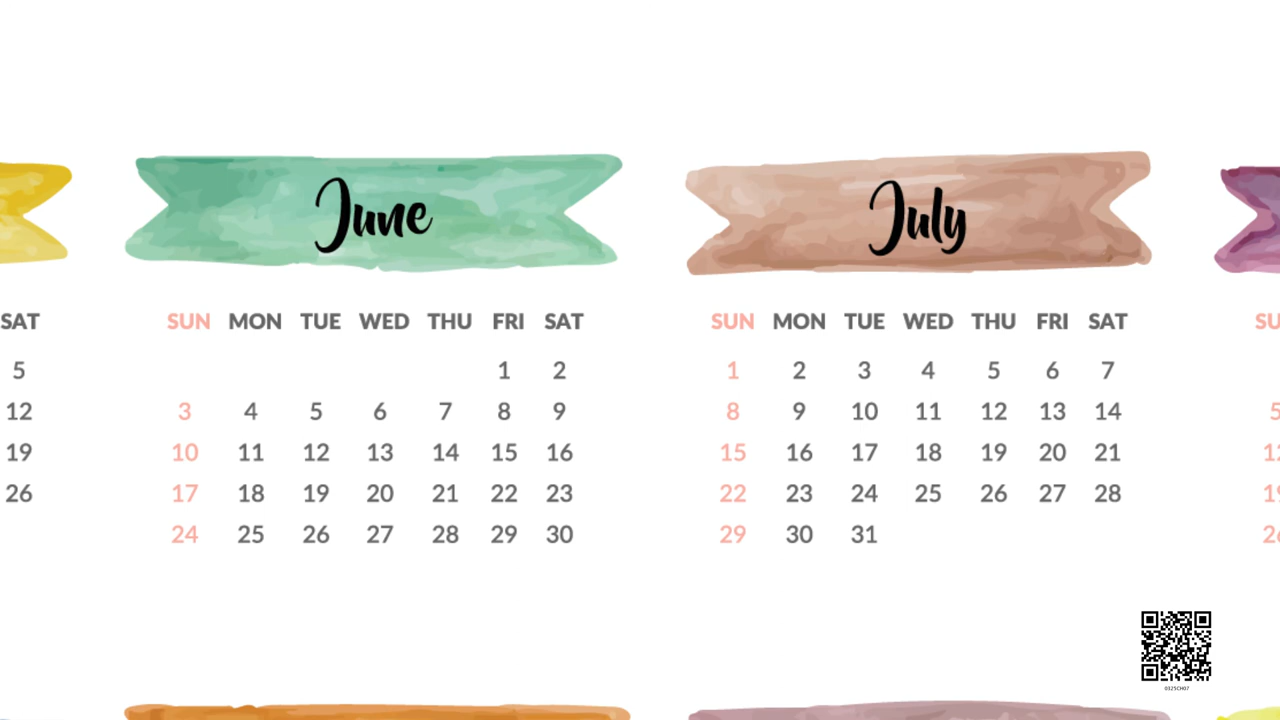 June
July
SAT
SUN MON TUE WED THU FRI SAT
SUN MON TUE WED THU FRI SAT
5
1 2
1 2 3 4 5 6 7
12
3 4 5 6 7 8 9
8 9 10 11 12 13 14
19
10 11 12 13 14 15 16
15 16 17 18 19 20 21
26
17 18 19 20 21 22 23
22 23 24 25 26 27 28
24 25 26 27 28 29 30
29 30 31
0325CH07